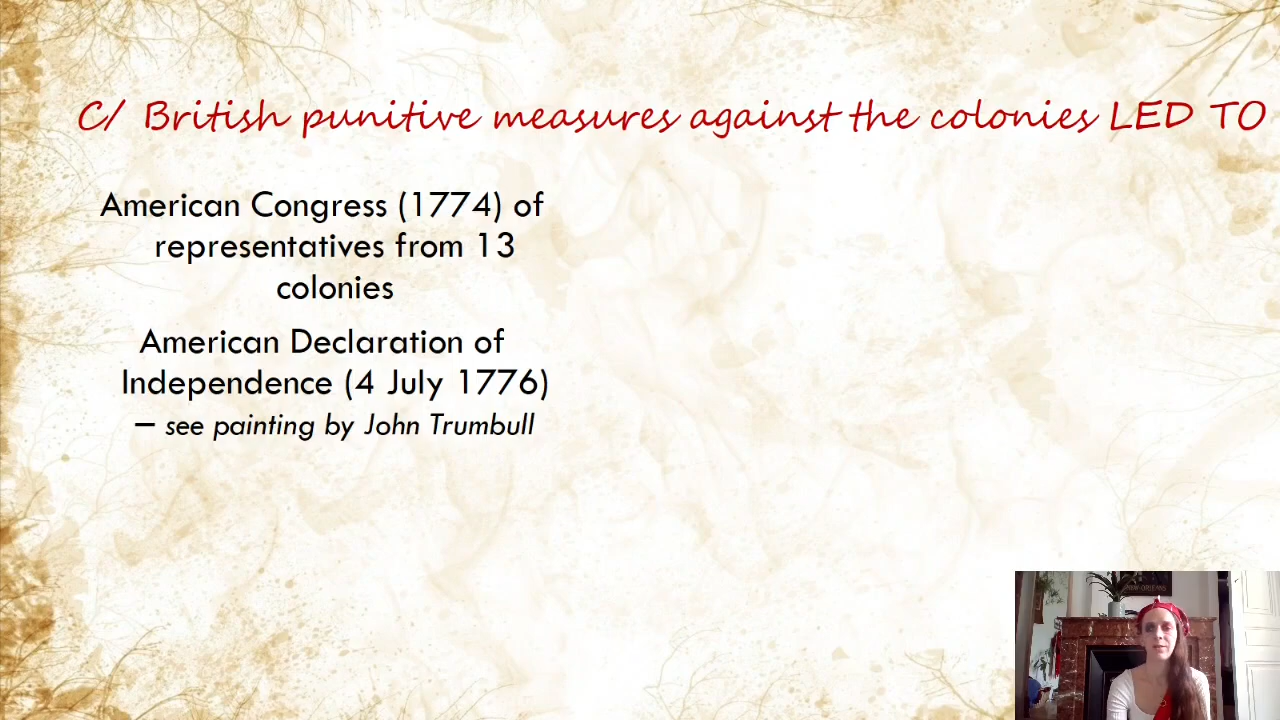 C/ British punitive measures against the colonies LED TO
American Congress (1774) of
representatives from 13
colonies
American Declaration of
Independence (4 July 1776)
– see painting by John Trumbull